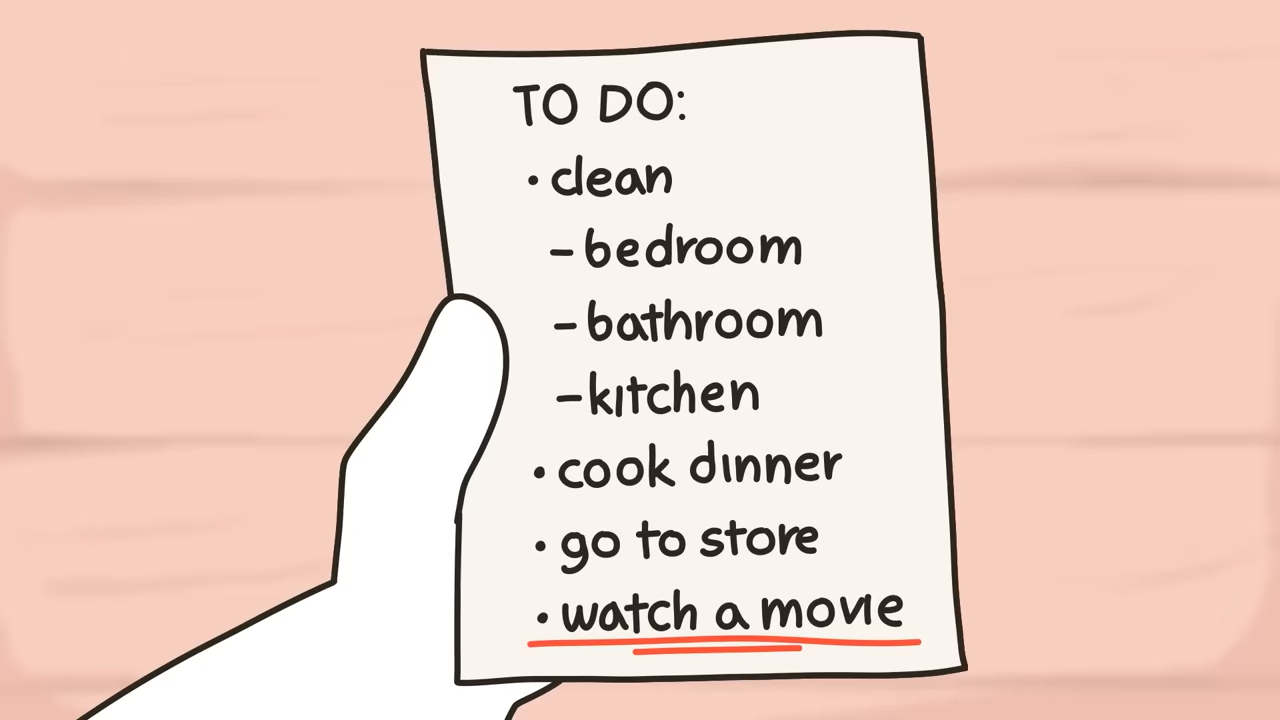 TO DO:
• clean
– bedroom
– bathroom
– kitchen
• cook dinner
• go to store
• watch a movie